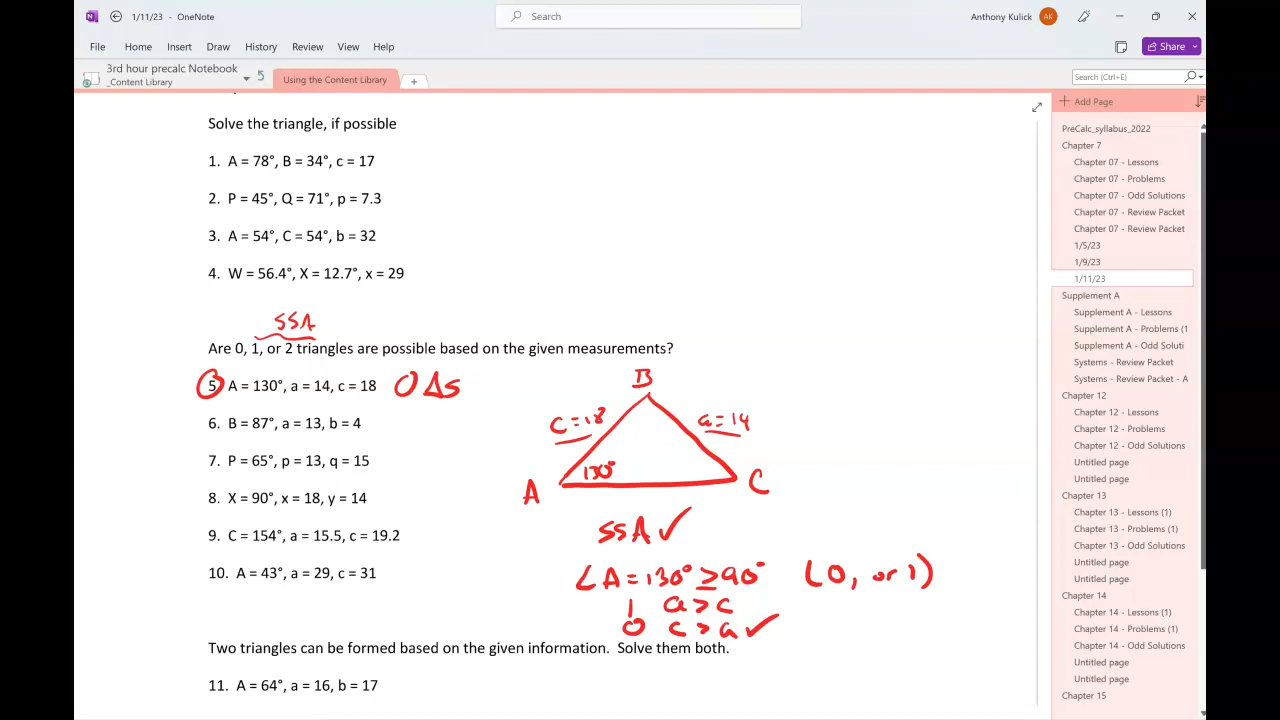 1/11/23 - OneNote
Search
Anthony Kulick
AK
File Home Insert Draw History Review View Help
Share
3rd hour precalc Notebook
_Content Library
Using the Content Library
+
Search (Ctrl+E)
Add Page
PreCalc_syllabus_2022
Chapter 7
Chapter 07 - Lessons
Chapter 07 - Problems
Chapter 07 - Odd Solutions
Chapter 07 - Review Packet
Chapter 07 - Review Packet
1/5/23
1/9/23
1/11/23
Supplement A
Supplement A - Lessons
Supplement A - Problems (1
Supplement A - Odd Soluti
Systems - Review Packet
Systems - Review Packet - A
Chapter 12
Chapter 12 - Lessons
Chapter 12 - Problems
Chapter 12 - Odd Solutions
Untitled page
Untitled page
Chapter 13
Chapter 13 - Lessons (1)
Chapter 13 - Problems (1)
Chapter 13 - Odd Solutions
Untitled page
Untitled page
Chapter 14
Chapter 14 - Lessons (1)
Chapter 14 - Problems (1)
Chapter 14 - Odd Solutions
Untitled page
Untitled page
Chapter 15
Solve the triangle, if possible
1. A = 78°, B = 34°, c = 17
2. P = 45°, Q = 71°, p = 7.3
3. A = 54°, C = 54°, b = 32
4. W = 56.4°, X = 12.7°, x = 29
SSA
Are 0, 1, or 2 triangles are possible based on the given measurements?
5. A = 130°, a = 14, c = 18 0 Δs
6. B = 87°, a = 13, b = 4
7. P = 65°, p = 13, q = 15
8. X = 90°, x = 18, y = 14
9. C = 154°, a = 15.5, c = 19.2
10. A = 43°, a = 29, c = 31
B
c = 18
a = 14
130°
A
C
SSA ✓
∠A = 130° ≥ 90° (0, or 1)
1 a > c
0 c > a ✓
Two triangles can be formed based on the given information. Solve them both.
11. A = 64°, a = 16, b = 17